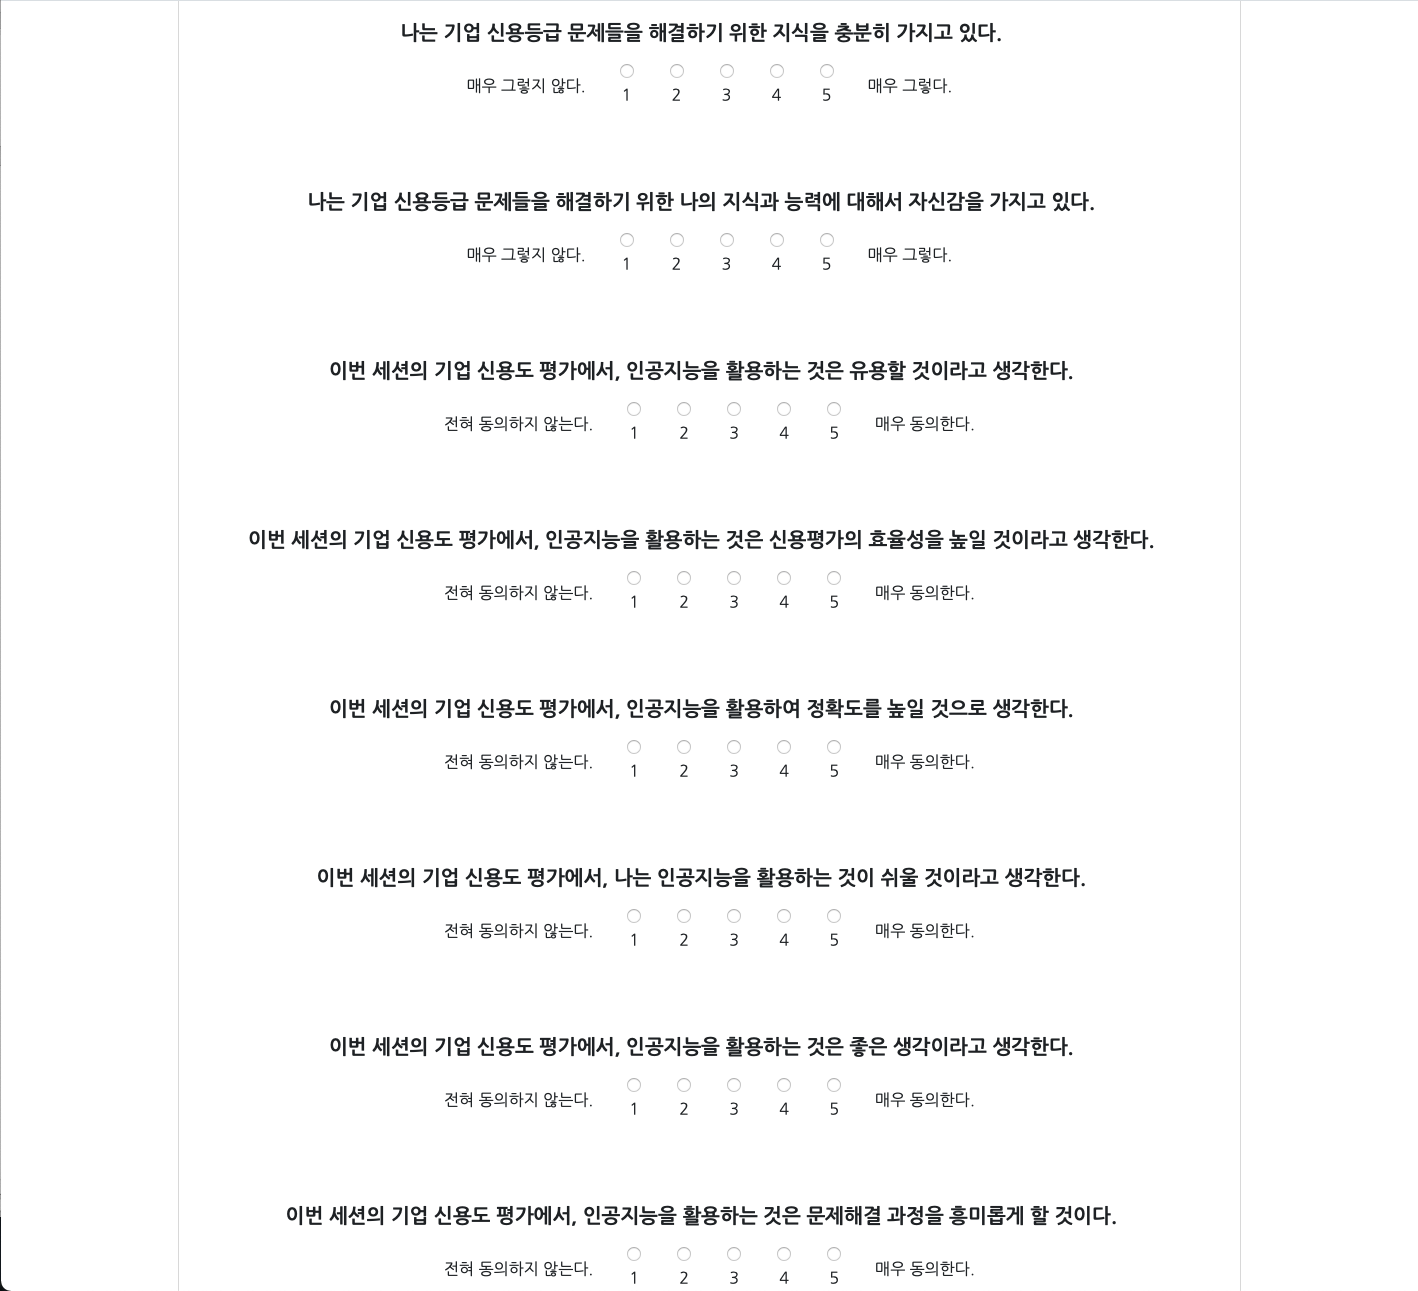 나는 기업 신용등급 문제들을 해결하기 위한 지식을 충분히 가지고 있다.
매우 그렇지 않다. 1 2 3 4 5 매우 그렇다.
나는 기업 신용등급 문제들을 해결하기 위한 나의 지식과 능력에 대해서 자신감을 가지고 있다.
매우 그렇지 않다. 1 2 3 4 5 매우 그렇다.
이번 세션의 기업 신용도 평가에서, 인공지능을 활용하는 것은 유용할 것이라고 생각한다.
전혀 동의하지 않는다. 1 2 3 4 5 매우 동의한다.
이번 세션의 기업 신용도 평가에서, 인공지능을 활용하는 것은 신용평가의 효율성을 높일 것이라고 생각한다.
전혀 동의하지 않는다. 1 2 3 4 5 매우 동의한다.
이번 세션의 기업 신용도 평가에서, 인공지능을 활용하여 정확도를 높일 것으로 생각한다.
전혀 동의하지 않는다. 1 2 3 4 5 매우 동의한다.
이번 세션의 기업 신용도 평가에서, 나는 인공지능을 활용하는 것이 쉬울 것이라고 생각한다.
전혀 동의하지 않는다. 1 2 3 4 5 매우 동의한다.
이번 세션의 기업 신용도 평가에서, 인공지능을 활용하는 것은 좋은 생각이라고 생각한다.
전혀 동의하지 않는다. 1 2 3 4 5 매우 동의한다.
이번 세션의 기업 신용도 평가에서, 인공지능을 활용하는 것은 문제해결 과정을 흥미롭게 할 것이다.
전혀 동의하지 않는다. 1 2 3 4 5 매우 동의한다.